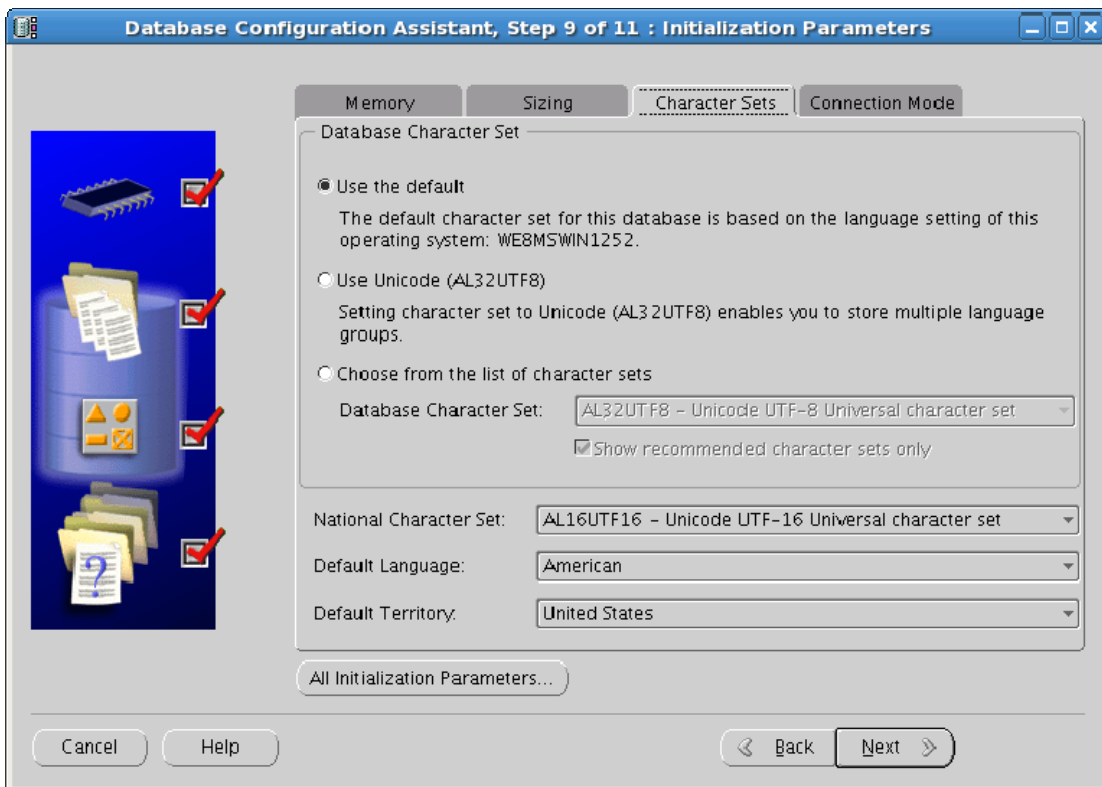 Database Configuration Assistant, Step 9 of 11 : Initialization Parameters
Memory
Sizing
Character Sets
Connection Mode
Database Character Set
Use the default
The default character set for this database is based on the language setting of this
operating system: WE8MSWIN1252.
Use Unicode (AL32UTF8)
Setting character set to Unicode (AL32UTF8) enables you to store multiple language
groups.
Choose from the list of character sets
Database Character Set:
AL32UTF8 - Unicode UTF-8 Universal character set
Show recommended character sets only
National Character Set:
AL16UTF16 - Unicode UTF-16 Universal character set
Default Language:
American
Default Territory:
United States
All Initialization Parameters...
Cancel
Help
Back
Next
?